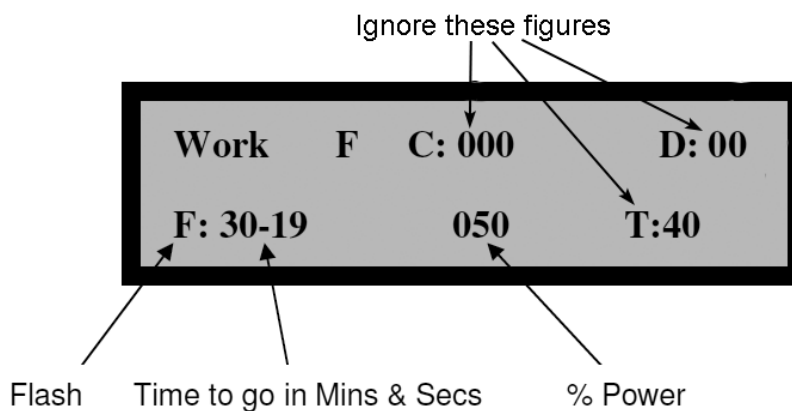 Ignore these figures
Work F C: 000 D: 00
F: 30-19 050 T:40
Flash Time to go in Mins & Secs % Power